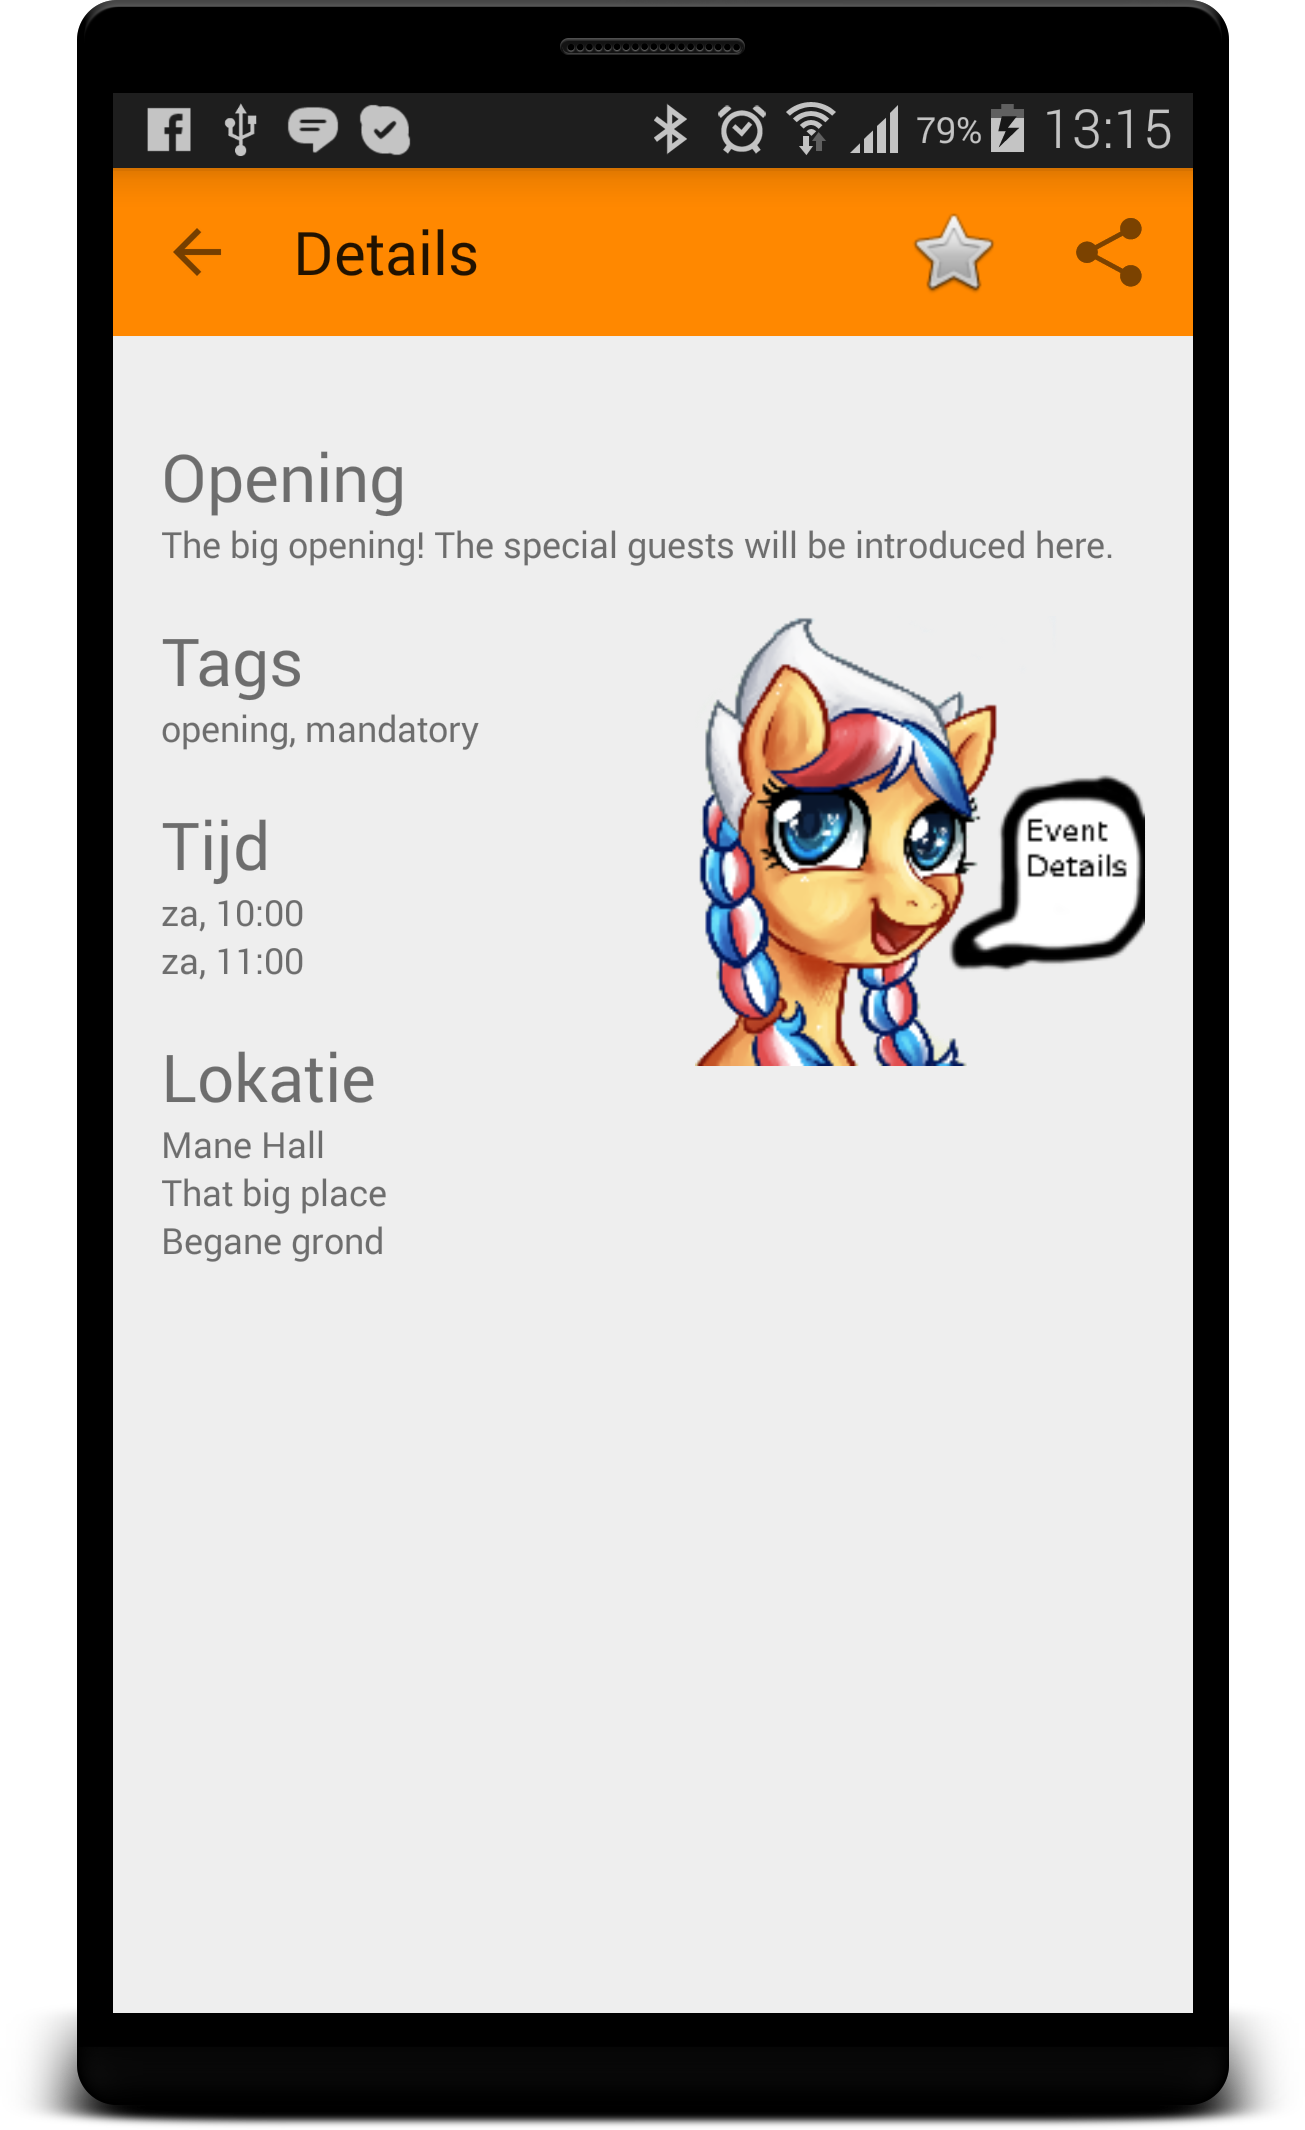 79% 13:15
Details
Opening
The big opening! The special guests will be introduced here.
Tags
opening, mandatory
Tijd
za, 10:00
za, 11:00
Event
Details
Lokatie
Mane Hall
That big place
Begane grond